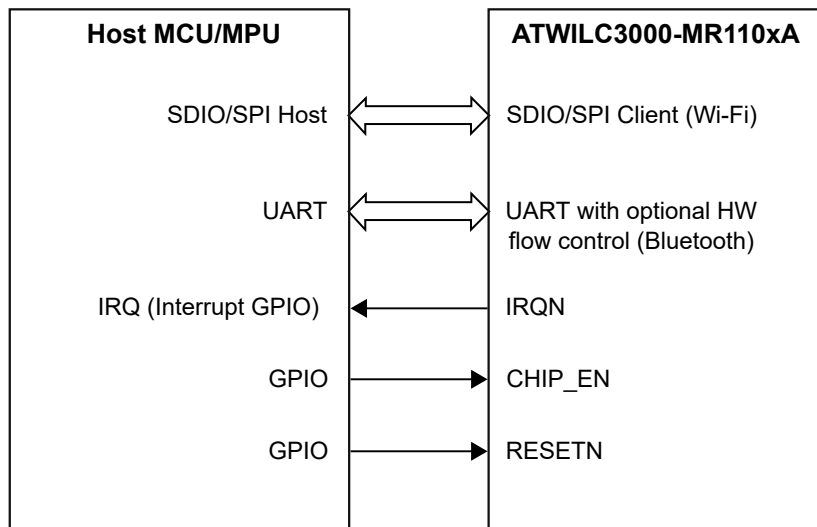 Host MCU/MPU
ATWILC3000-MR110xA
SDIO/SPI Host
SDIO/SPI Client (Wi-Fi)
UART
UART with optional HW
flow control (Bluetooth)
IRQ (Interrupt GPIO)
IRQN
GPIO
CHIP_EN
GPIO
RESETN